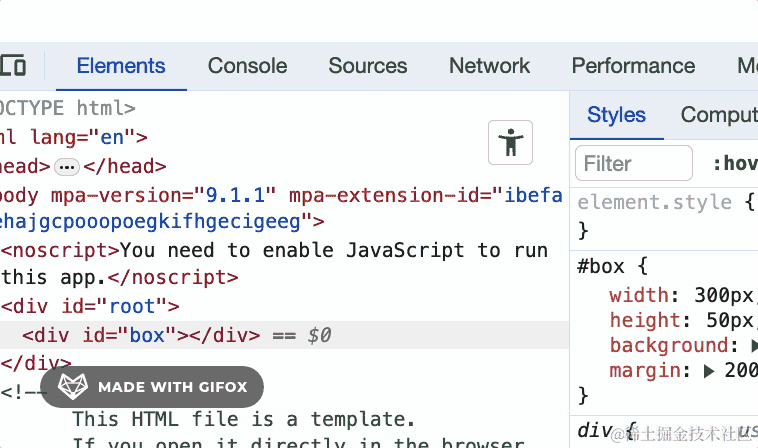 Elements Console Sources Network Performance
OCTYPE html>
ml lang="en">
head> ⋯ </head>
body mpa-version="9.1.1" mpa-extension-id="ibefa
ehajgcpooopoegkifhgecigeeg">
<noscript>You need to enable JavaScript to run
this app.</noscript>
<div id="root">
<div id="box"></div> == $0
</div>
<!--
MADE WITH GIFOX
This HTML file is a template.
If you open it directly in the browser,
Styles Comput
Filter :hov
element.style {
}
#box {
width: 300px;
height: 50px;
background: ▶
margin: ▶ 200
}
div { us
@稀土掘金技术社区